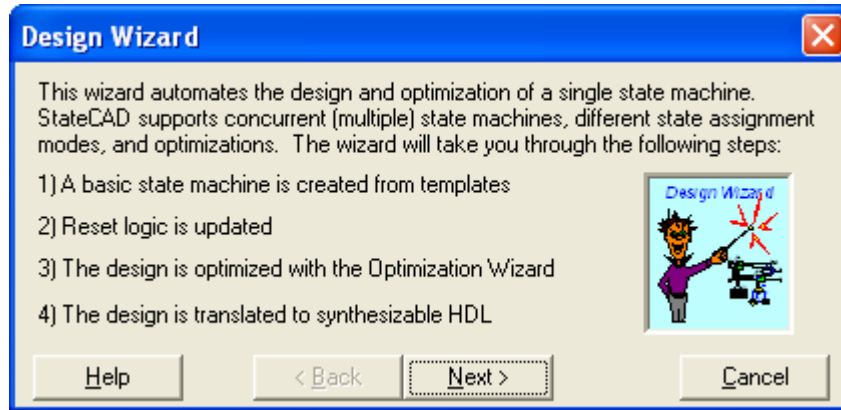 Design Wizard
This wizard automates the design and optimization of a single state machine.
StateCAD supports concurrent (multiple) state machines, different state assignment
modes, and optimizations.  The wizard will take you through the following steps:
1) A basic state machine is created from templates
Design Wizard
2) Reset logic is updated
3) The design is optimized with the Optimization Wizard
4) The design is translated to synthesizable HDL
Help
< Back
Next >
Cancel